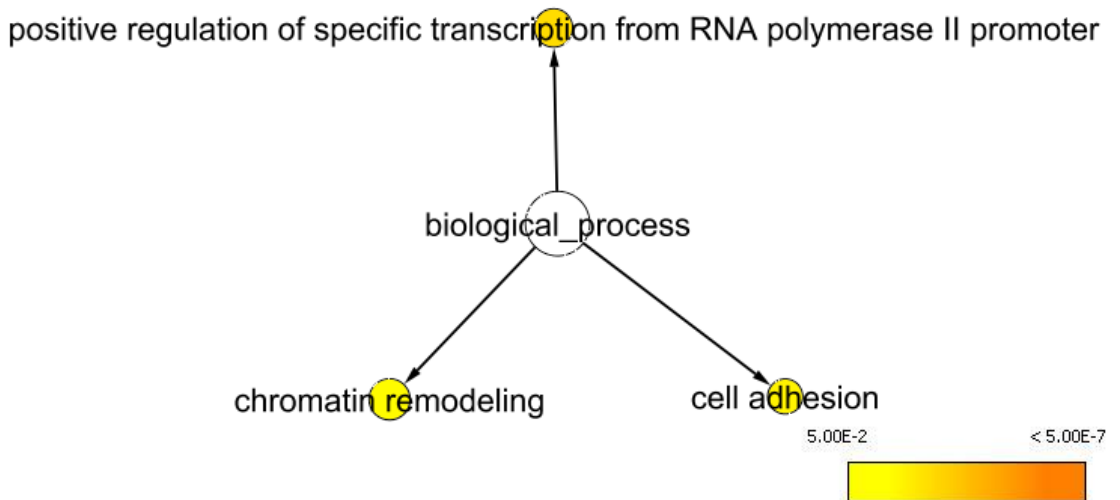 positive regulation of specific transcription from RNA polymerase II promoter
biological_process
chromatin remodeling
cell adhesion
5.00E-2
< 5.00E-7